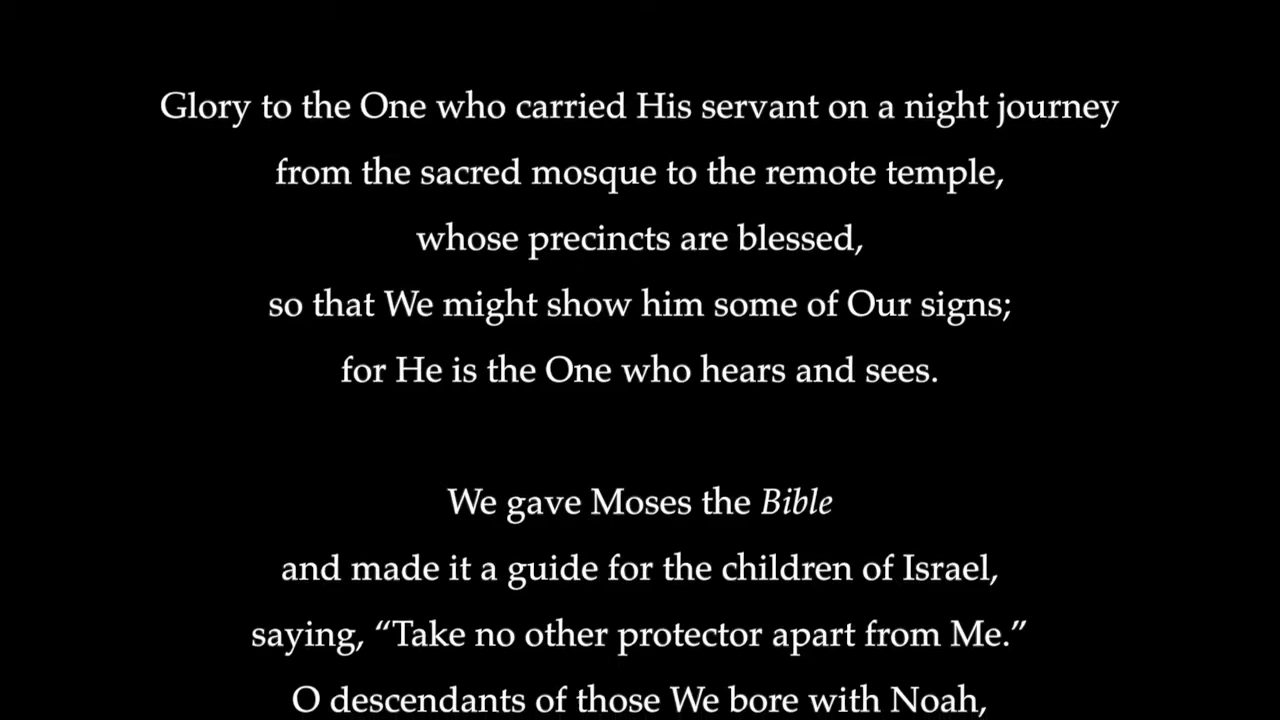 Glory to the One who carried His servant on a night journey
from the sacred mosque to the remote temple,
whose precincts are blessed,
so that We might show him some of Our signs;
for He is the One who hears and sees.
We gave Moses the Bible
and made it a guide for the children of Israel,
saying, “Take no other protector apart from Me.”
O descendants of those We bore with Noah,